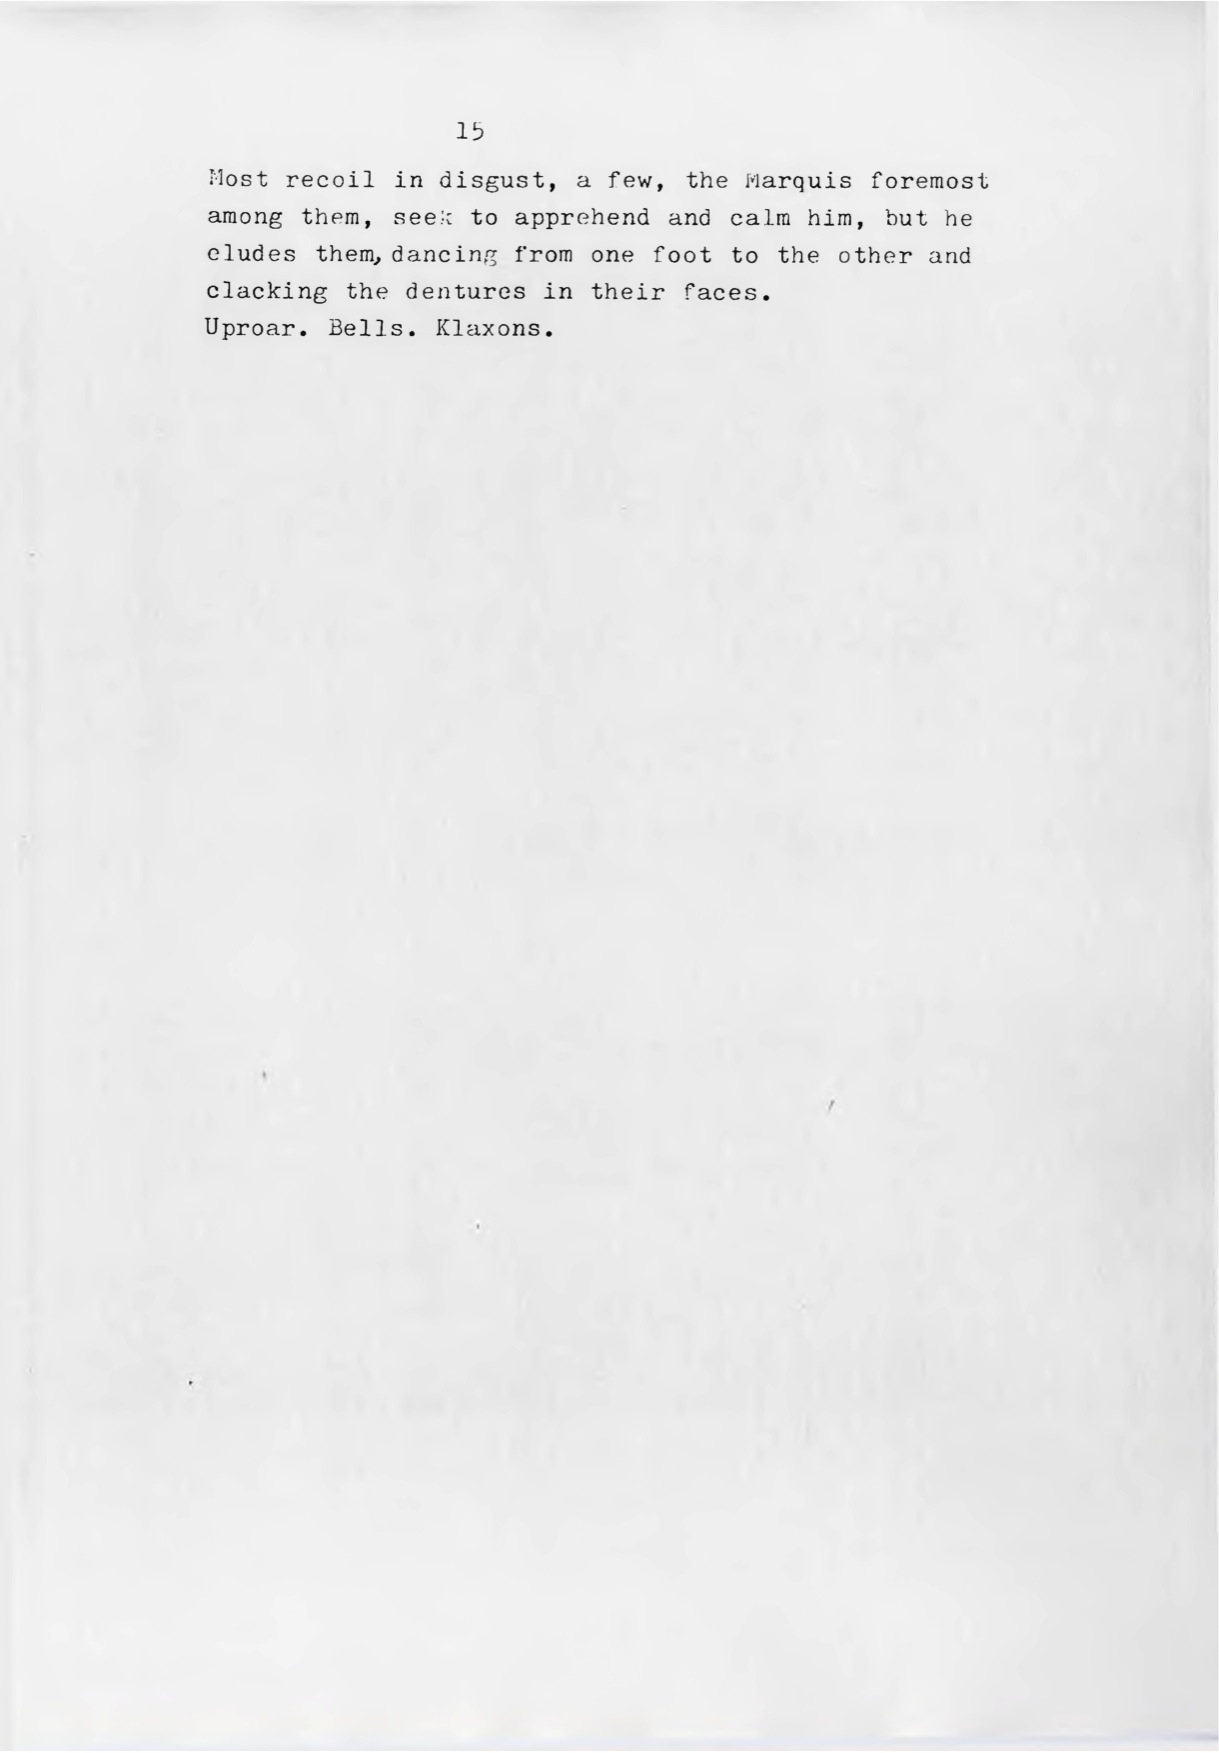 15
Most recoil in disgust, a few, the Marquis foremost
among them, seek to apprehend and calm him, but he
eludes them, dancing from one foot to the other and
clacking the dentures in their faces.
Uproar. Bells. Klaxons.